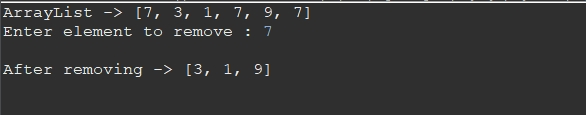 ArrayList -> [7, 3, 1, 7, 9, 7]
Enter element to remove : 7
After removing -> [3, 1, 9]